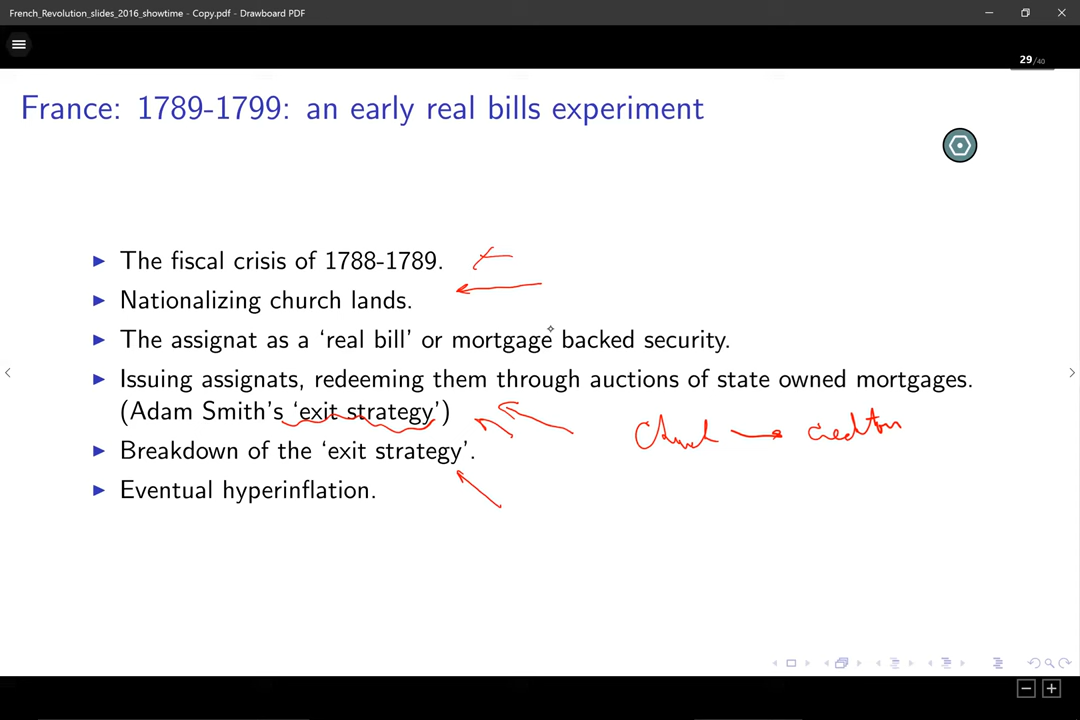 French_Revolution_slides_2016_showtime - Copy.pdf - Drawboard PDF
29/40
France: 1789-1799: an early real bills experiment
The fiscal crisis of 1788-1789.
Nationalizing church lands.
The assignat as a ‘real bill’ or mortgage backed security.
Issuing assignats, redeeming them through auctions of state owned mortgages.
(Adam Smith's ‘exit strategy’)
Church → creditors
Breakdown of the ‘exit strategy’.
Eventual hyperinflation.